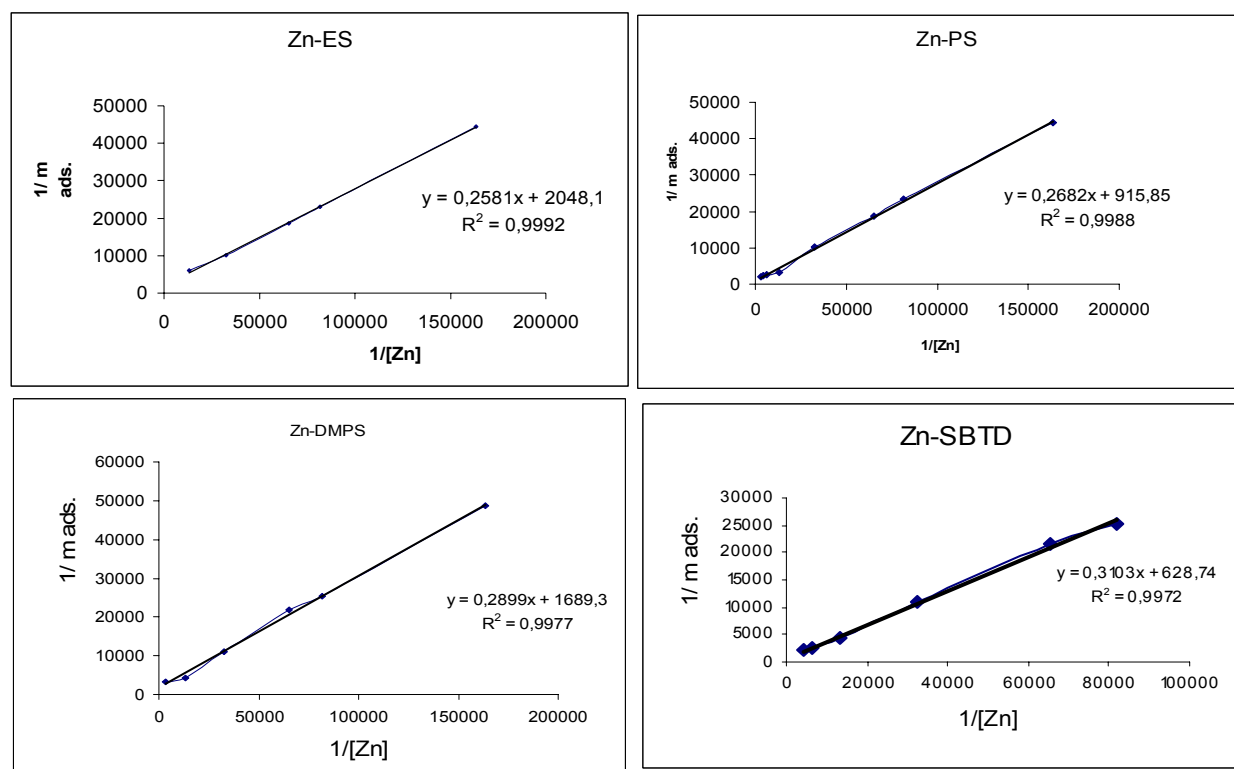 Zn-ES
50000
40000
30000
20000
10000
0
1/ m
ads.
y = 0,2581x + 2048,1
R² = 0,9992
0 50000 100000 150000 200000
1/[Zn]
Zn-PS
50000
40000
30000
20000
10000
0
1/ m ads.
y = 0,2682x + 915,85
R² = 0,9988
0 50000 100000 150000 200000
1/[Zn]
Zn-DMPS
60000
50000
40000
30000
20000
10000
0
1/ m ads.
y = 0,2899x + 1689,3
R² = 0,9977
0 50000 100000 150000 200000
1/[Zn]
Zn-SBTD
30000
25000
20000
15000
10000
5000
0
1/ m ads.
y = 0,3103x + 628,74
R² = 0,9972
0 20000 40000 60000 80000 100000
1/[Zn]